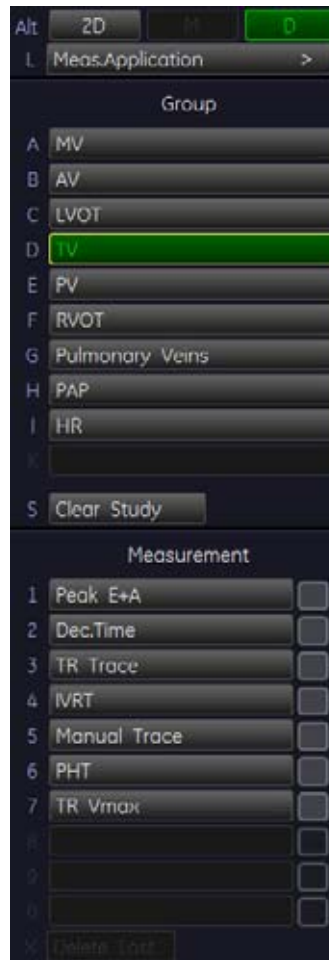 Alt 2D M D
L Meas.Application >
Group
A MV
B AV
C LVOT
D TV
E PV
F RVOT
G Pulmonary Veins
H PAP
I HR
K
S Clear Study
Measurement
1 Peak E+A
2 Dec.Time
3 TR Trace
4 IVRT
5 Manual Trace
6 PHT
7 TR Vmax
8
9
0
X Delete Last